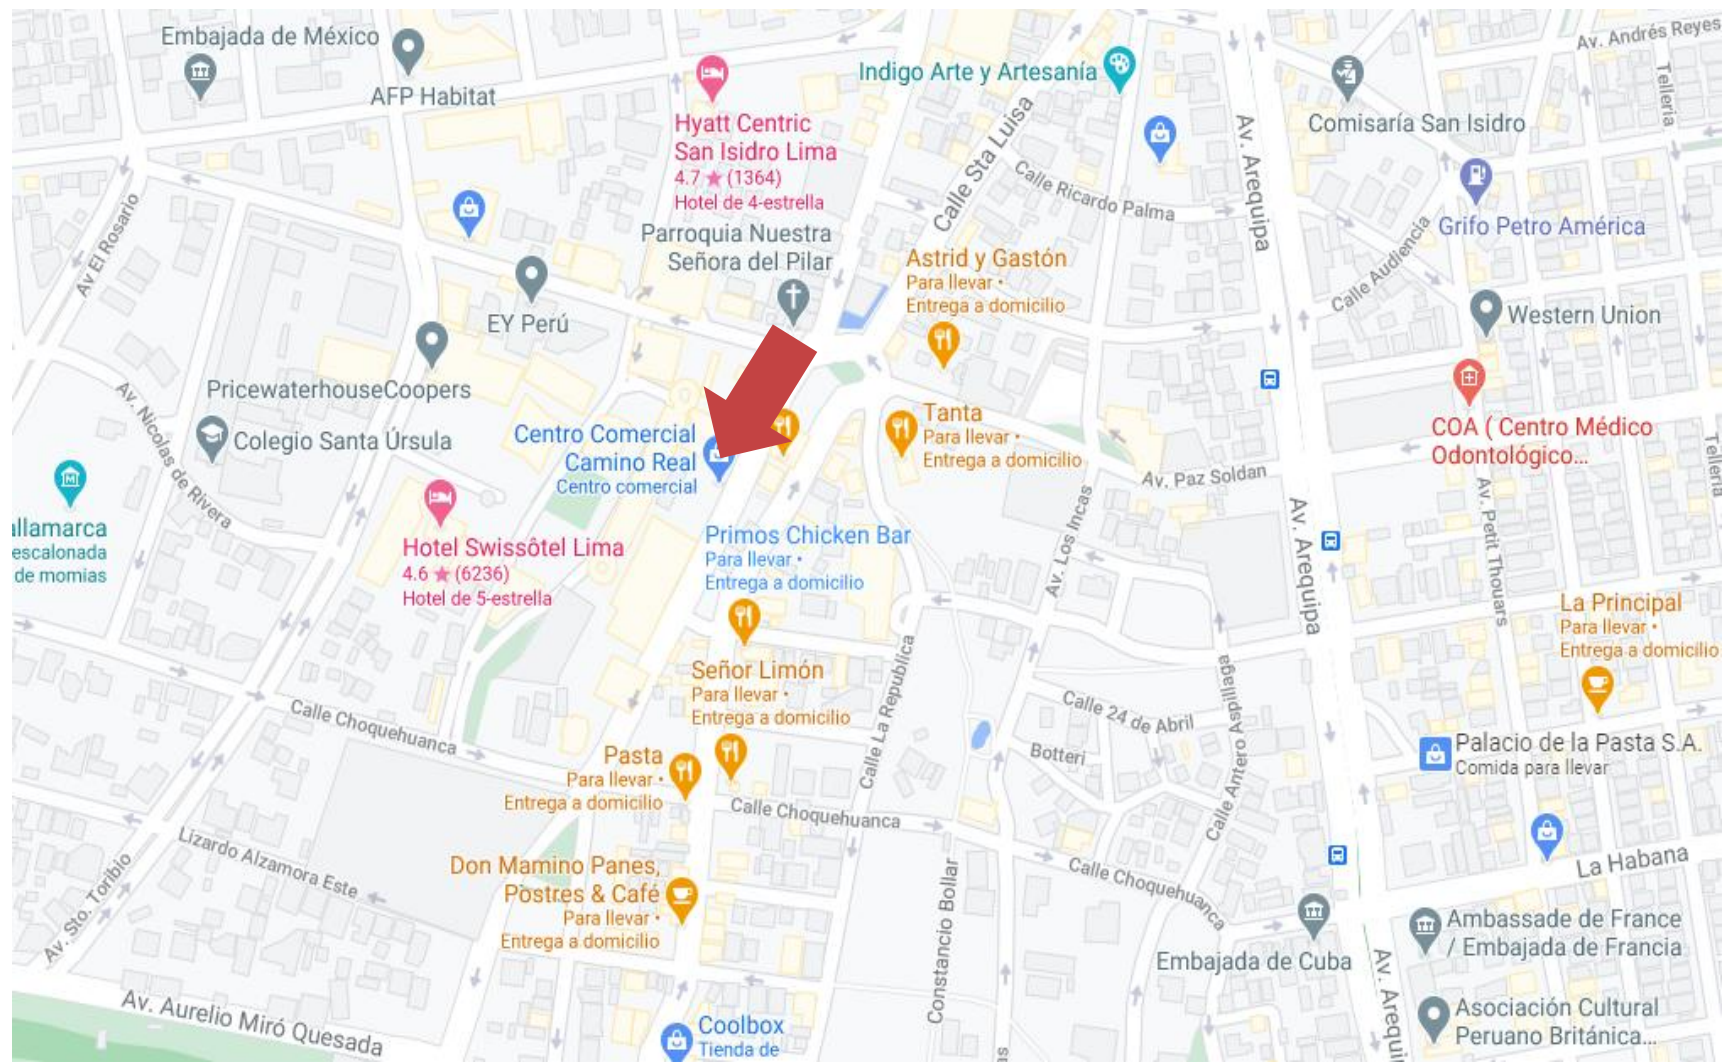 Embajada de México
AFP Habitat
Hyatt Centric
San Isidro Lima
4.7 ★ (1364)
Hotel de 4-estrella
Indigo Arte y Artesanía
Calle Sta Luisa
Av. Arequipa
Comisaría San Isidro
Av. Andrés Reyes
Telleria
Calle Ricardo Palma
Grifo Petro América
Calle Audiencia
Av El Rosario
Parroquia Nuestra
Señora del Pilar
Astrid y Gastón
Para llevar •
Entrega a domicilio
EY Perú
Western Union
PricewaterhouseCoopers
Av. Nicolás de Rivera
Colegio Santa Úrsula
Centro Comercial
Camino Real
Centro comercial
Tanta
Para llevar •
Entrega a domicilio
COA ( Centro Médico
Odontológico...
Telleria
Av. Paz Soldan
Av. Los Incas
Av. Arequipa
Av. Petit Thouars
allamarca
escalonada
de momias
Hotel Swissôtel Lima
4.6 ★ (6236)
Hotel de 5-estrella
Primos Chicken Bar
Para llevar •
Entrega a domicilio
La Principal
Para llevar •
Entrega a domicilio
Señor Limón
Para llevar •
Entrega a domicilio
Calle La Republica
Calle 24 de Abril
Botteri
Calle Antero Aspillaga
Calle Choquehuanca
Pasta
Para llevar •
Entrega a domicilio
Palacio de la Pasta S.A.
Comida para llevar
Calle Choquehuanca
Lizardo Alzamora Este
Av. Sto. Toribio
Don Mamino Panes,
Postres & Café
Para llevar •
Entrega a domicilio
Constancio Bollar
Calle Choquehuanca
La Habana
Embajada de Cuba
Ambassade de France
/ Embajada de Francia
Av. Arequi
Av. Aurelio Miró Quesada
Coolbox
Tienda de
Asociación Cultural
Peruano Británica...